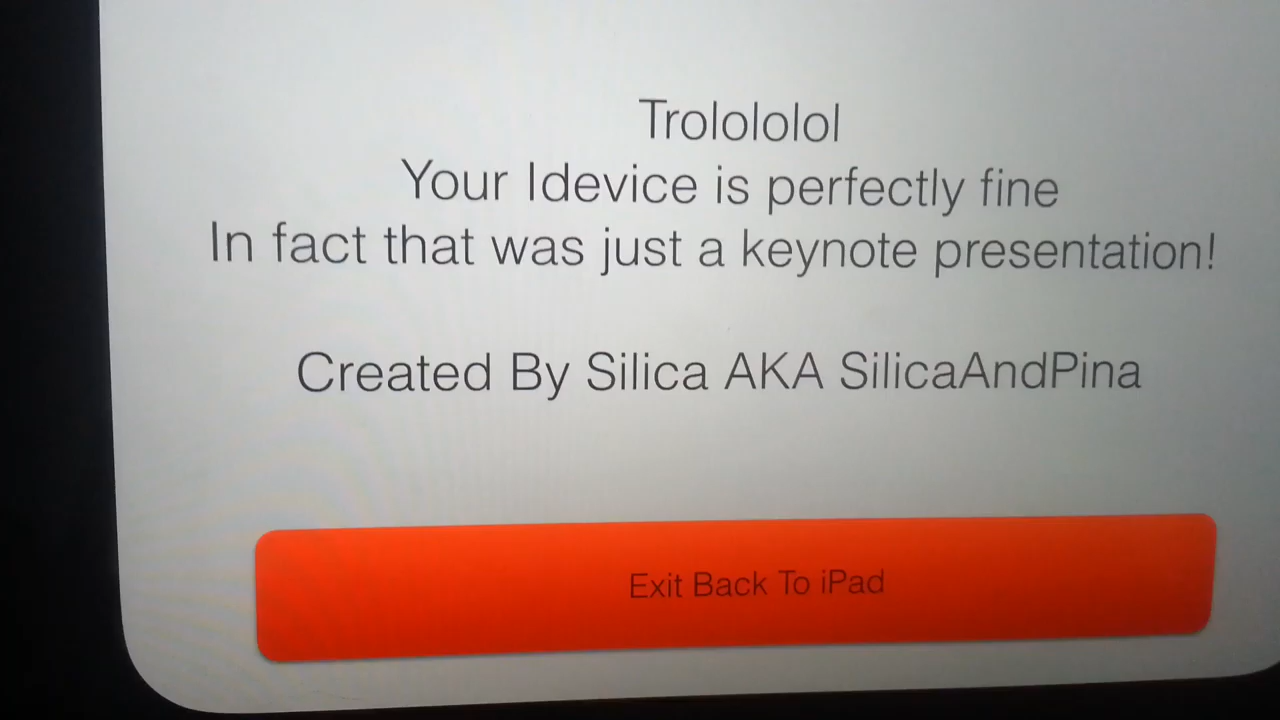 Trolololol
Your Idevice is perfectly fine
In fact that was just a keynote presentation!
Created By Silica AKA SilicaAndPina
Exit Back To iPad